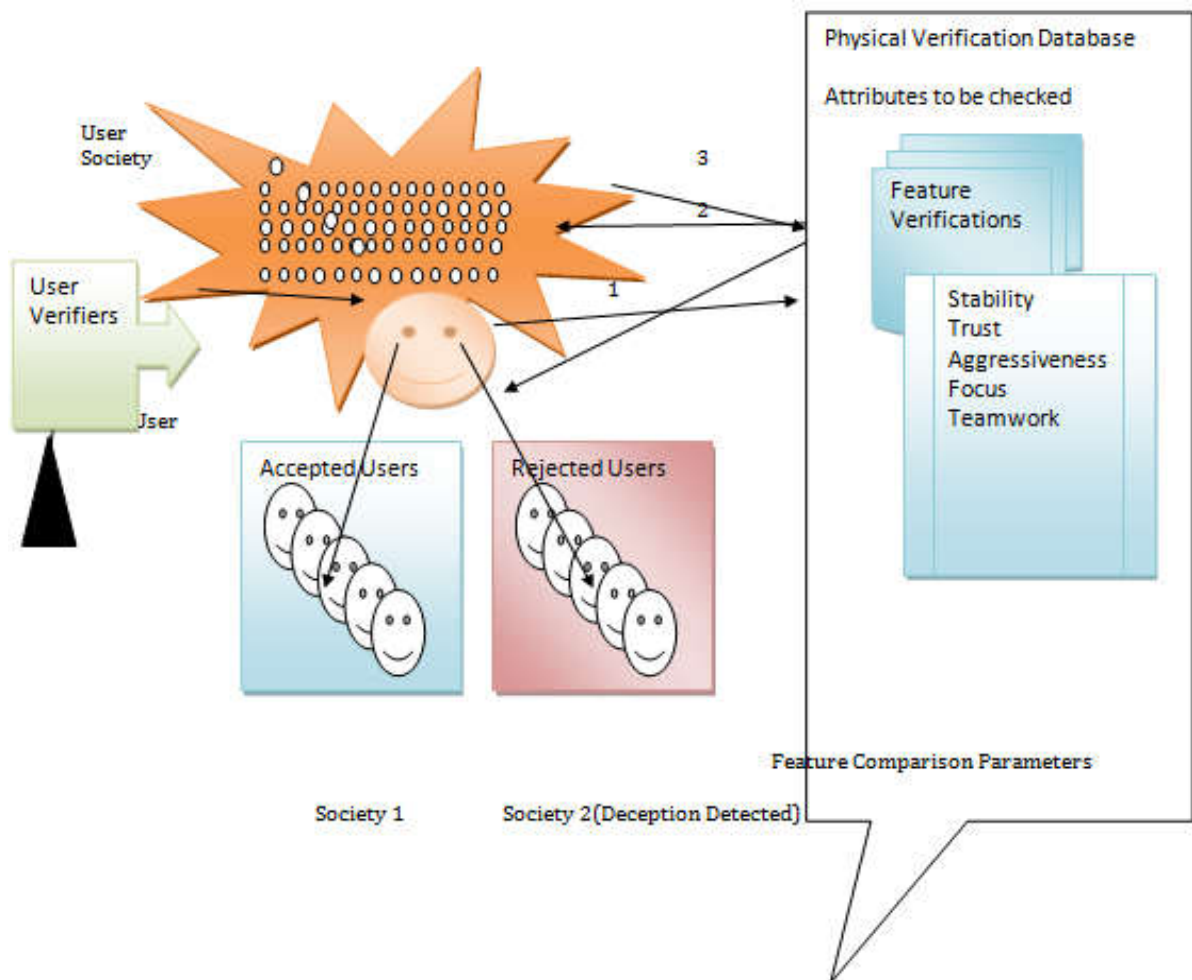 Physical Verification Database
Attributes to be checked
User
Society
3
Feature
Verifications
2
User
Verifiers
1
Stability
Trust
Aggressiveness
Focus
Teamwork
User
Accepted Users
Rejected Users
Feature Comparison Parameters
Society 1
Society 2(Deception Detected)